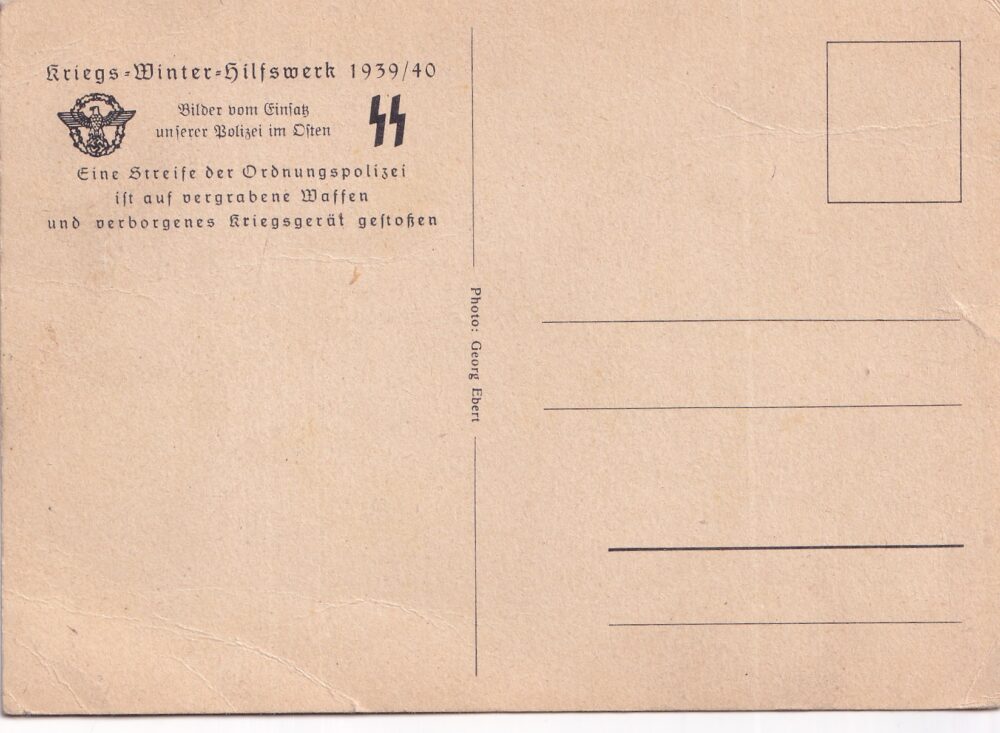 Kriegs-Winter-Hilfswerk 1939/40
Bilder vom Einsatz
unserer Polizei im Osten
Eine Streife der Ordnungspolizei
ist auf vergrabene Waffen
und verborgenes Kriegsgerät gestoßen
Photo: Georg Ebert